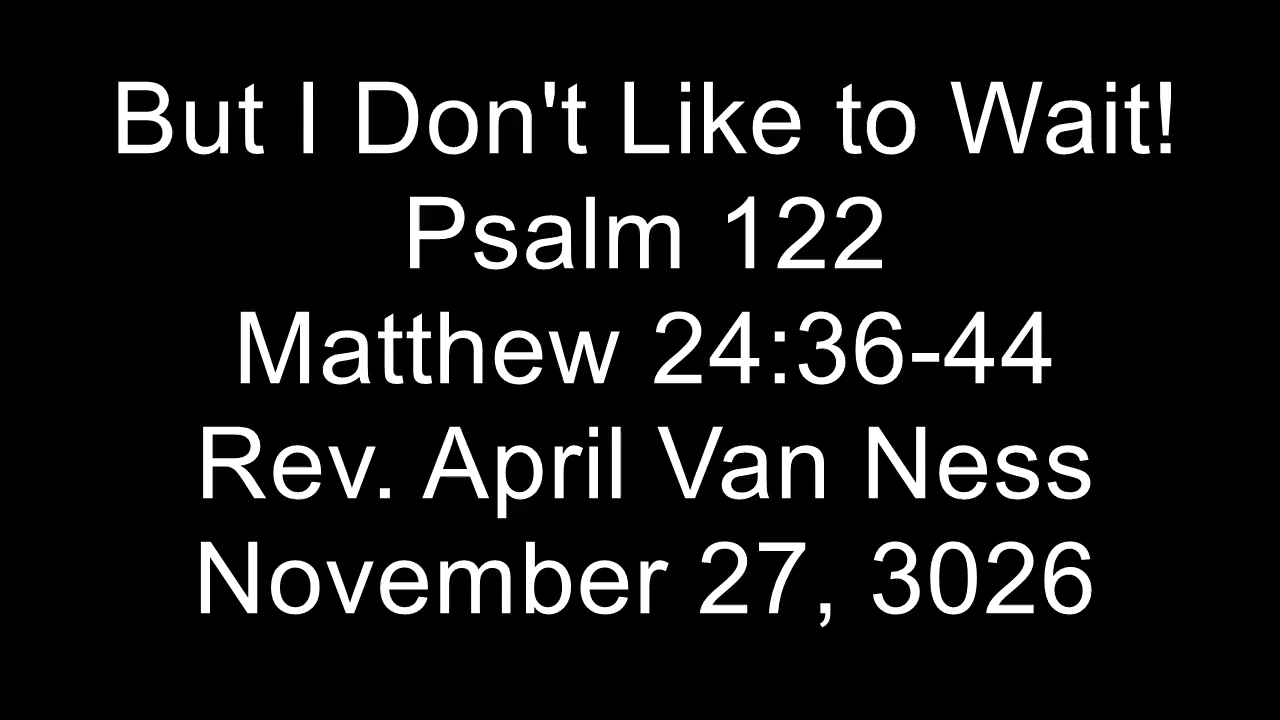 But I Don't Like to Wait!
Psalm 122
Matthew 24:36-44
Rev. April Van Ness
November 27, 3026